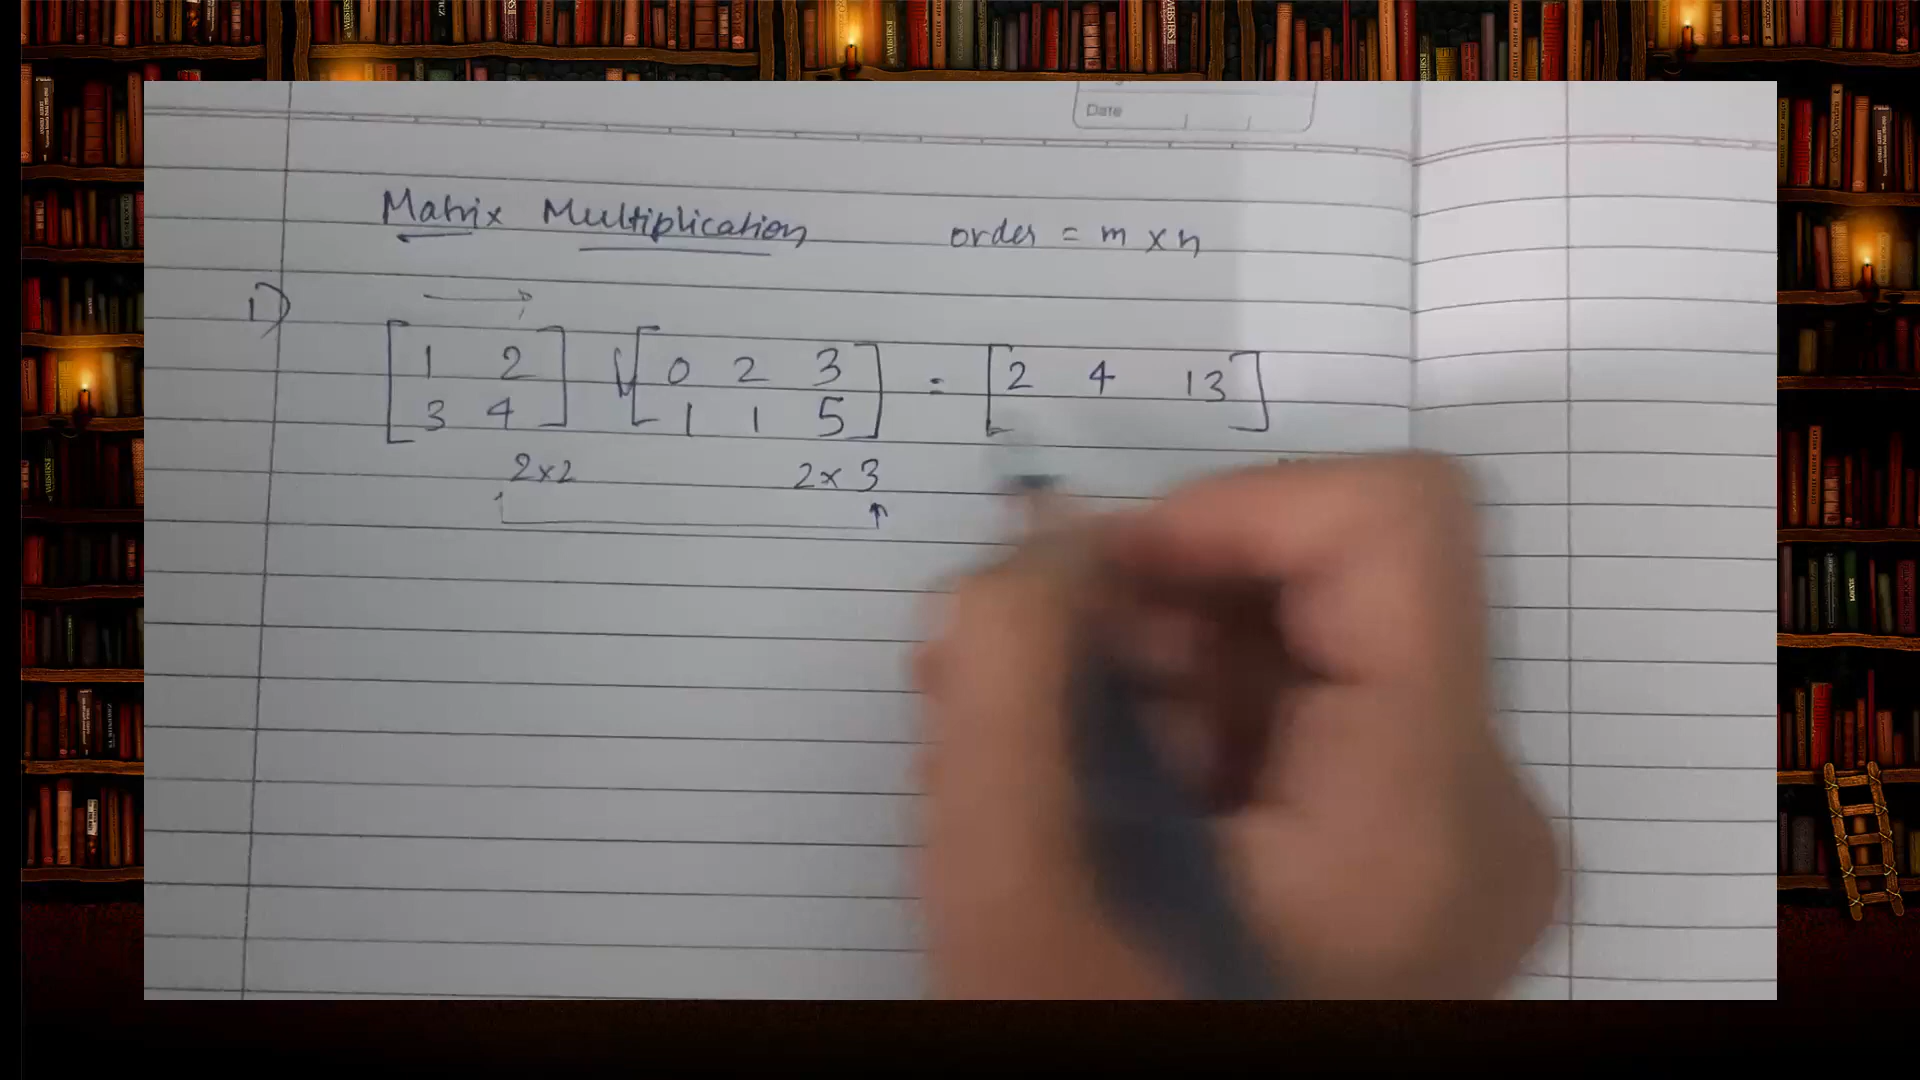 Date
Matrix Multiplication order = m x n
1)
[1 2 [0 2 3 = [2 4 13]
3 4] 1 1 5]
2x2 2x3